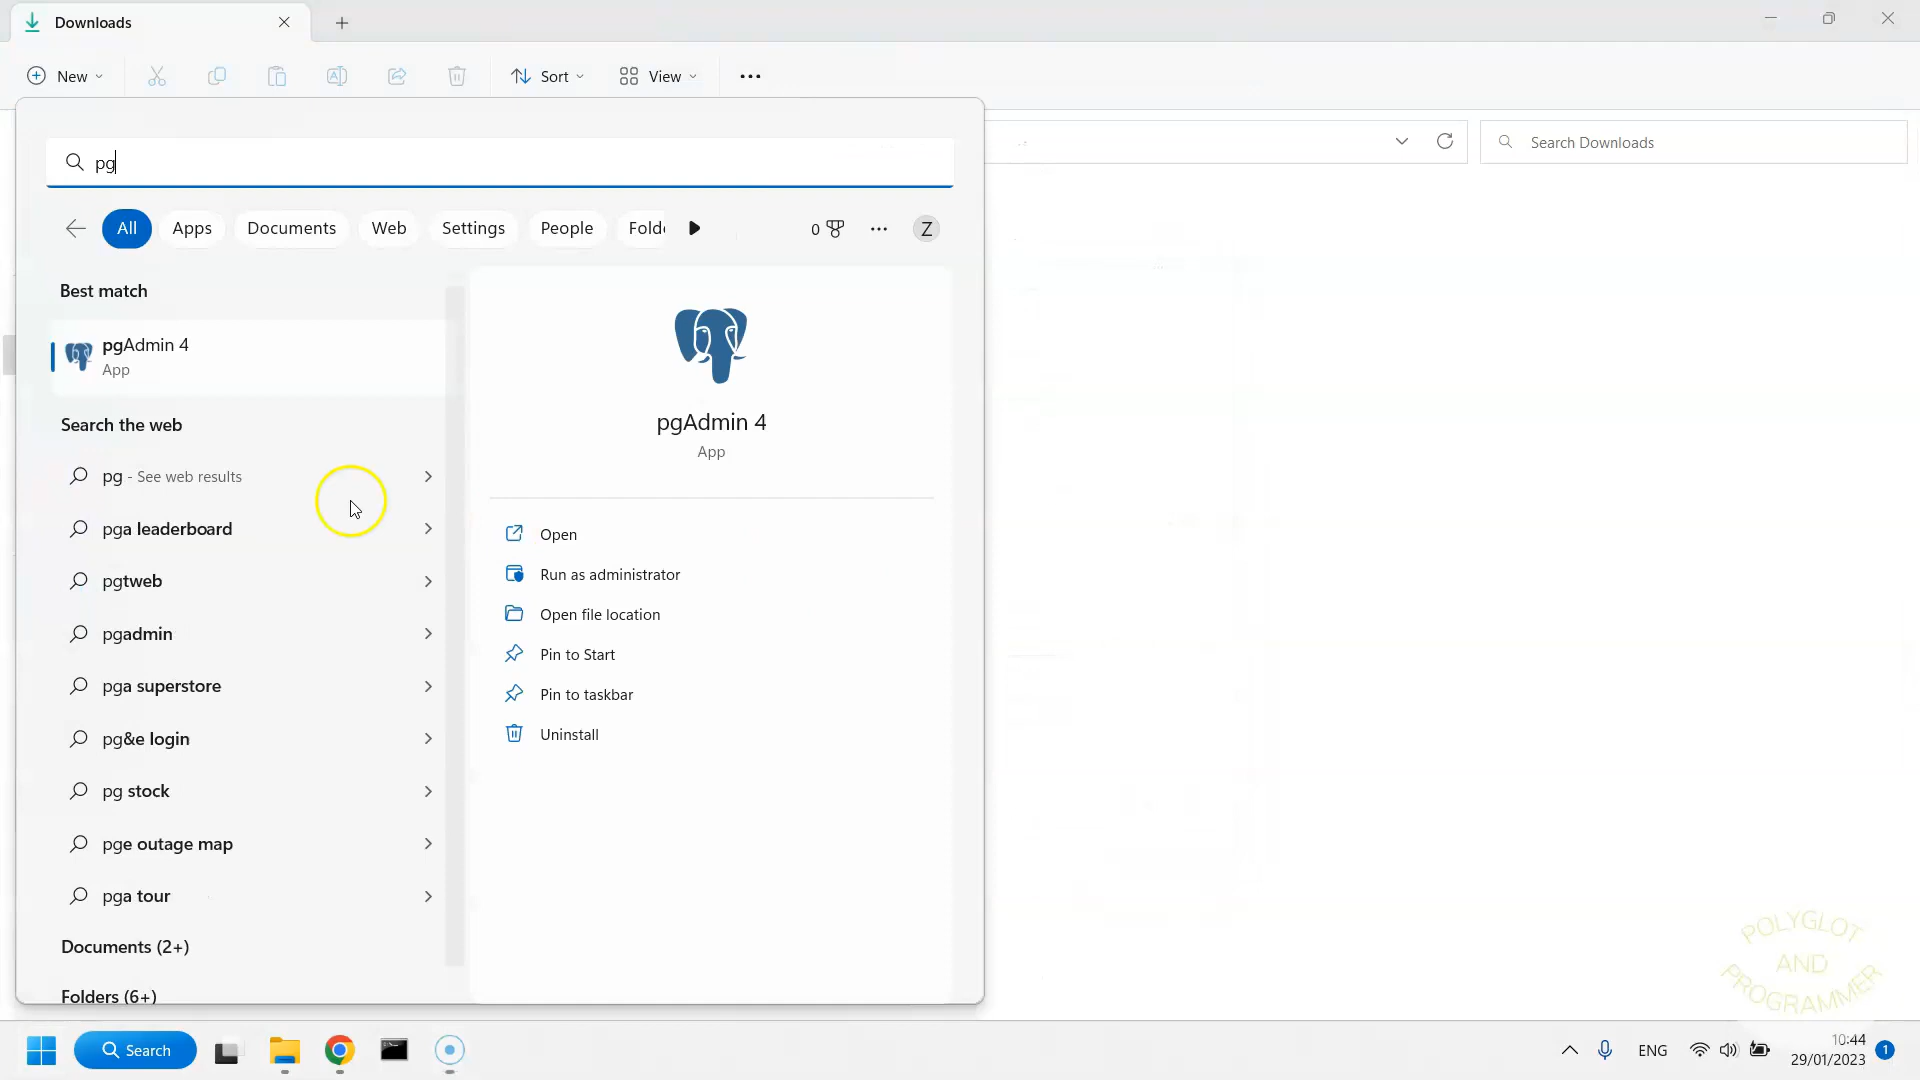 Downloads
New
Sort
View
Search Downloads
pg
All
Apps
Documents
Web
Settings
People
Folde
0
Z
Best match
pgAdmin 4
App
Search the web
pg - See web results
pga leaderboard
pgtweb
pgadmin
pga superstore
pg&e login
pg stock
pge outage map
pga tour
Documents (2+)
Folders (6+)
pgAdmin 4
App
Open
Run as administrator
Open file location
Pin to Start
Pin to taskbar
Uninstall
POLYGLOT
AND
PROGRAMMER
Search
ENG
10:44
29/01/2023
1